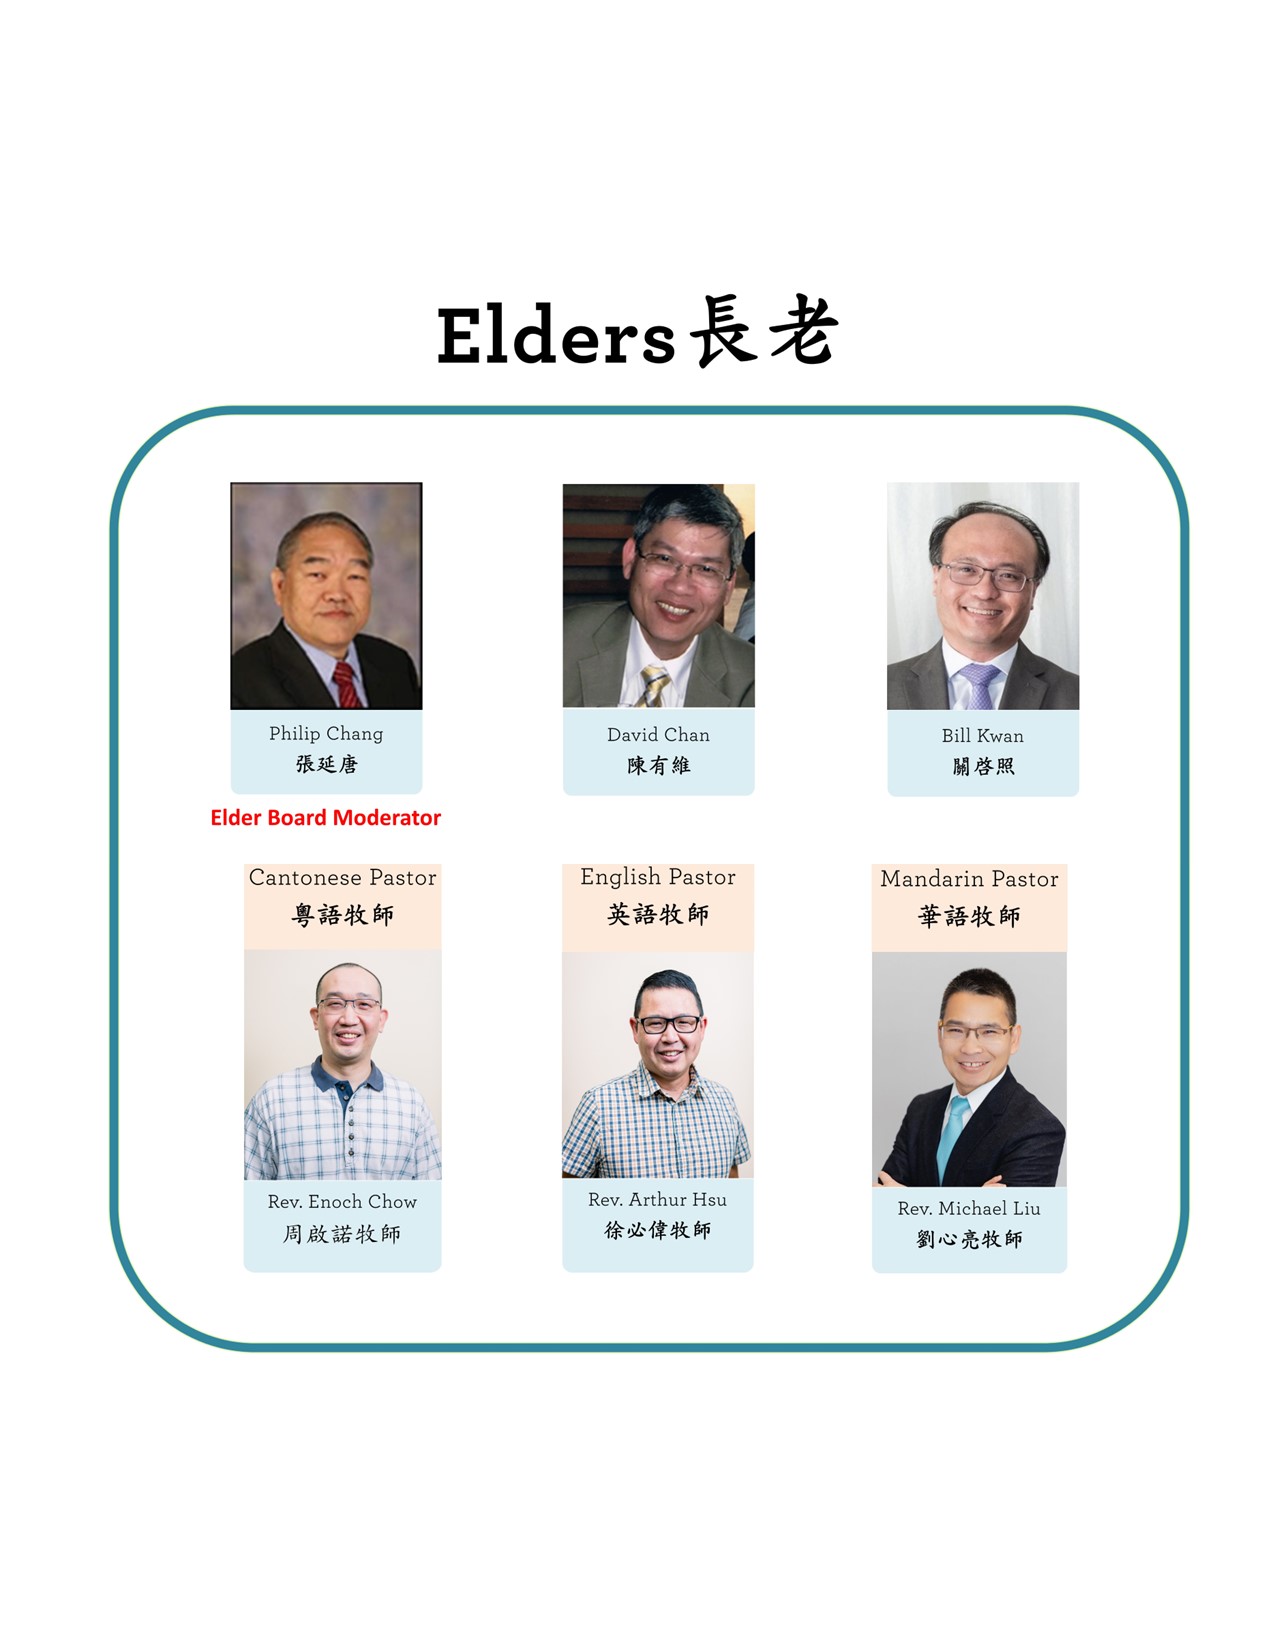 Elders長老
Philip Chang
張延唐
David Chan
陳有維
Bill Kwan
關啓照
Elder Board Moderator
Cantonese Pastor
粵語牧師
English Pastor
英語牧師
Mandarin Pastor
華語牧師
Rev. Enoch Chow
周啟諾牧師
Rev. Arthur Hsu
徐必偉牧師
Rev. Michael Liu
劉心亮牧師